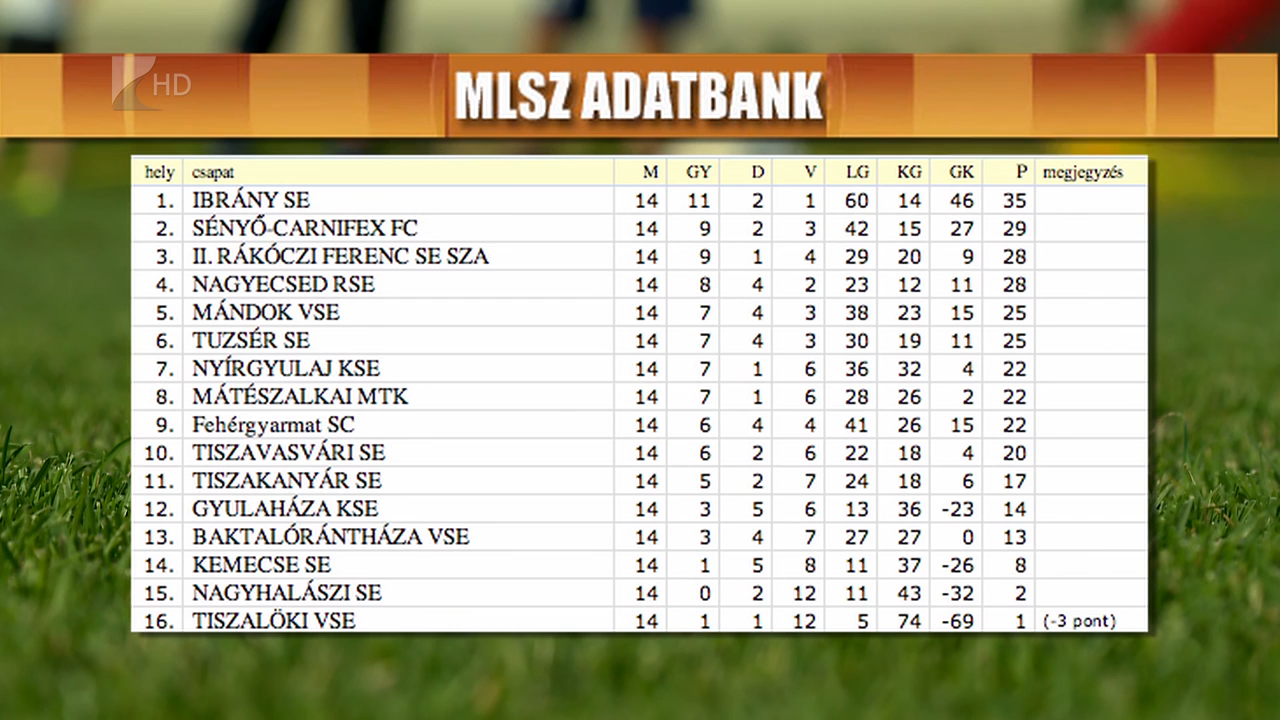 HD
MLSZ ADATBANK
hely csapat M GY D V LG KG GK P megjegyzés
1. IBRÁNY SE 14 11 2 1 60 14 46 35
2. SÉNYŐ-CARNIFEX FC 14 9 2 3 42 15 27 29
3. II. RÁKÓCZI FERENC SE SZA 14 9 1 4 29 20 9 28
4. NAGYECSED RSE 14 8 4 2 23 12 11 28
5. MÁNDOK VSE 14 7 4 3 38 23 15 25
6. TUZSÉR SE 14 7 4 3 30 19 11 25
7. NYÍRGYULAJ KSE 14 7 1 6 36 32 4 22
8. MÁTÉSZALKAI MTK 14 7 1 6 28 26 2 22
9. Fehérgyarmat SC 14 6 4 4 41 26 15 22
10. TISZAVASVÁRI SE 14 6 2 6 22 18 4 20
11. TISZAKANYÁR SE 14 5 2 7 24 18 6 17
12. GYULAHÁZA KSE 14 3 5 6 13 36 -23 14
13. BAKTALÓRÁNTHÁZA VSE 14 3 4 7 27 27 0 13
14. KEMECSE SE 14 1 5 8 11 37 -26 8
15. NAGYHALÁSZI SE 14 0 2 12 11 43 -32 2
16. TISZALÖKI VSE 14 1 1 12 5 74 -69 1 (-3 pont)